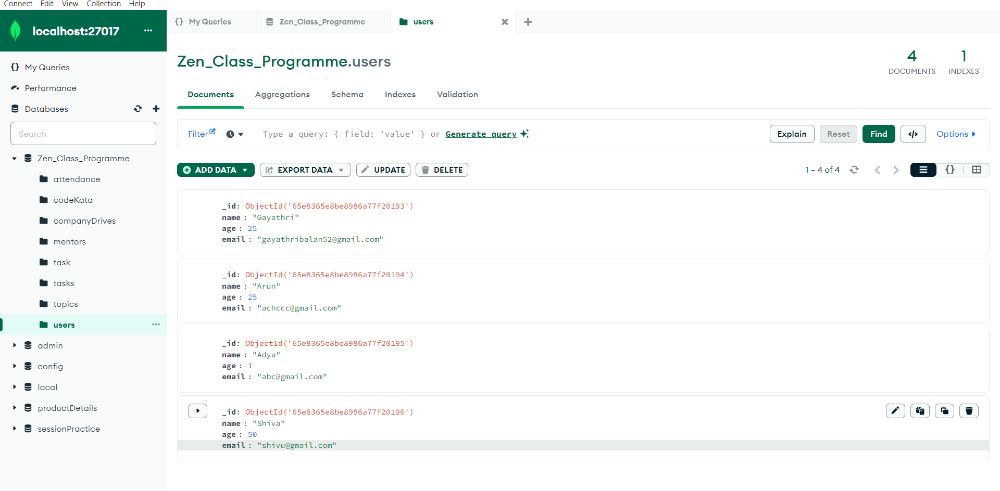 Connect Edit View Collection Help
localhost:27017 ...
My Queries
Performance
Databases
Search
Zen_Class_Programme
attendance
codeKata
companyDrives
mentors
task
tasks
topics
users ...
admin
config
local
productDetails
sessionPractice
{} My Queries Zen_Class_Programme users
Zen_Class_Programme.users
4 DOCUMENTS 1 INDEXES
Documents Aggregations Schema Indexes Validation
Filter Type a query: { field: 'value' } or Generate query Explain Reset Find </> Options
ADD DATA EXPORT DATA UPDATE DELETE 1 – 4 of 4 {}
_id: ObjectId('65e8365e8be8986a77f20193')
name : "Gayathri"
age : 25
email : "gayathribalan52@gmail.com"
_id: ObjectId('65e8365e8be8986a77f20194')
name : "Arun"
age : 25
email : "achccc@gmail.com"
_id: ObjectId('65e8365e8be8986a77f20195')
name : "Adya"
age : 1
email : "abc@gmail.com"
_id: ObjectId('65e8365e8be8986a77f20196')
name : "Shiva"
age : 50
email : "shivu@gmail.com"